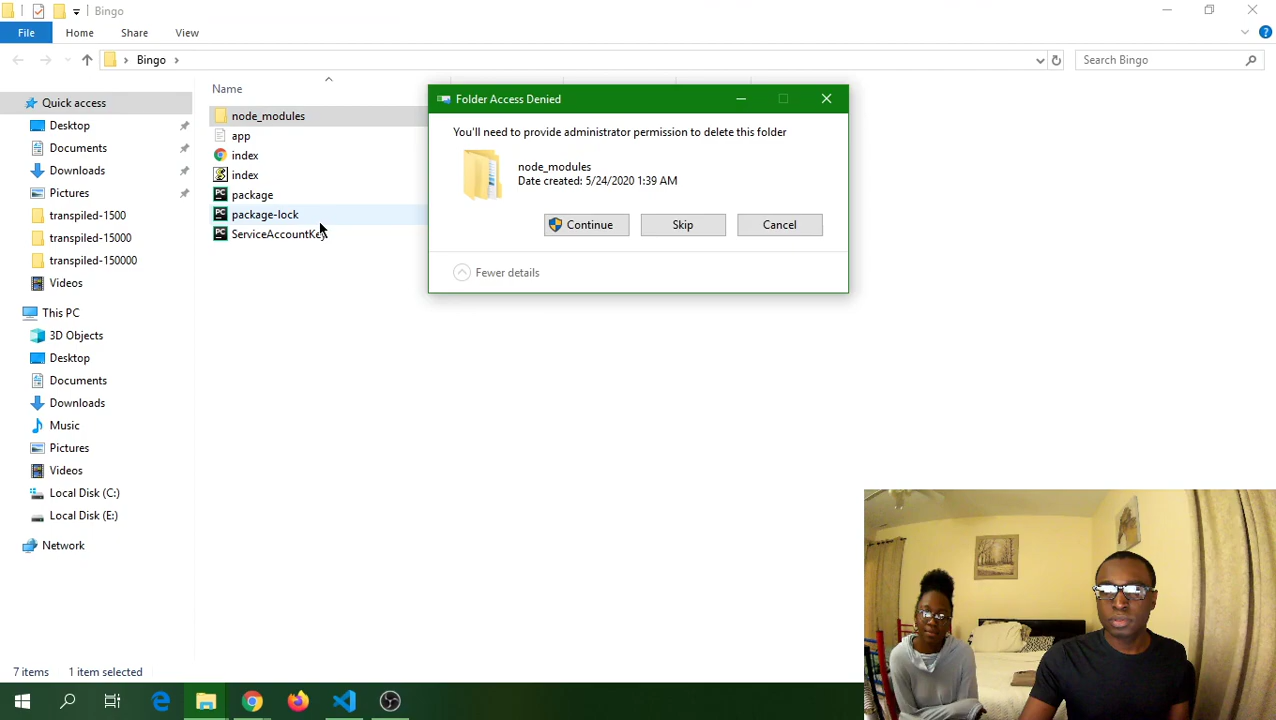 Bingo
File
Home
Share
View
Bingo
Search Bingo
Name
Quick access
Desktop
Documents
Downloads
Pictures
transpiled-1500
transpiled-15000
transpiled-150000
Videos
This PC
3D Objects
Desktop
Documents
Downloads
Music
Pictures
Videos
Local Disk (C:)
Local Disk (E:)
Network
node_modules
app
index
index
package
package-lock
ServiceAccountKey
Folder Access Denied
You'll need to provide administrator permission to delete this folder
node_modules
Date created: 5/24/2020 1:39 AM
Continue
Skip
Cancel
Fewer details
7 items
1 item selected